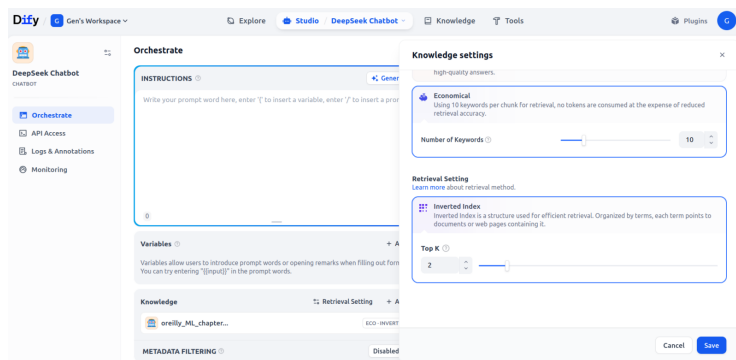 Dify
G Gen's Workspace
Explore
Studio / DeepSeek Chatbot
Knowledge
Tools
Plugins
G
DeepSeek Chatbot
CHATBOT
Orchestrate
API Access
Logs & Annotations
Monitoring
Orchestrate
INSTRUCTIONS
Gener
Write your prompt word here, enter '{' to insert a variable, enter '/' to insert a pror
0
Variables
+ A
Variables allow users to introduce prompt words or opening remarks when filling out forn
You can try entering "{{input}}" in the prompt words.
Knowledge
Retrieval Setting
+ A
oreilly_ML_chapter...
ECO · INVERT
METADATA FILTERING
Disabled
Knowledge settings
high-quality answers.
Economical
Using 10 keywords per chunk for retrieval, no tokens are consumed at the expense of reduced
retrieval accuracy.
Number of Keywords
10
Retrieval Setting
Learn more about retrieval method.
Inverted Index
Inverted Index is a structure used for efficient retrieval. Organized by terms, each term points to
documents or web pages containing it.
Top K
2
Cancel
Save